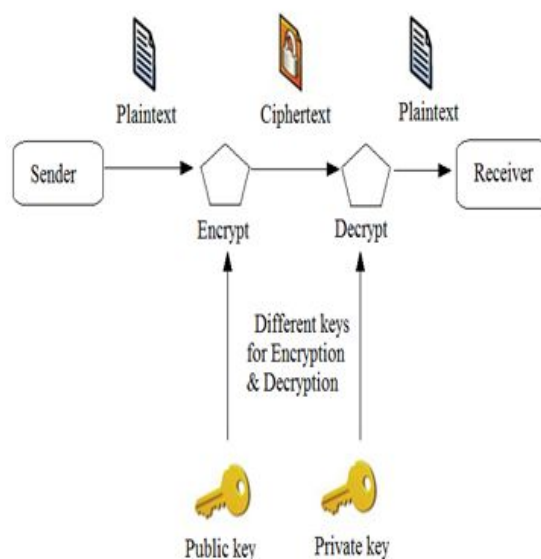 Plaintext
Ciphertext
Plaintext
Sender
Receiver
Encrypt
Decrypt
Different keys
for Encryption
& Decryption
Public key
Private key